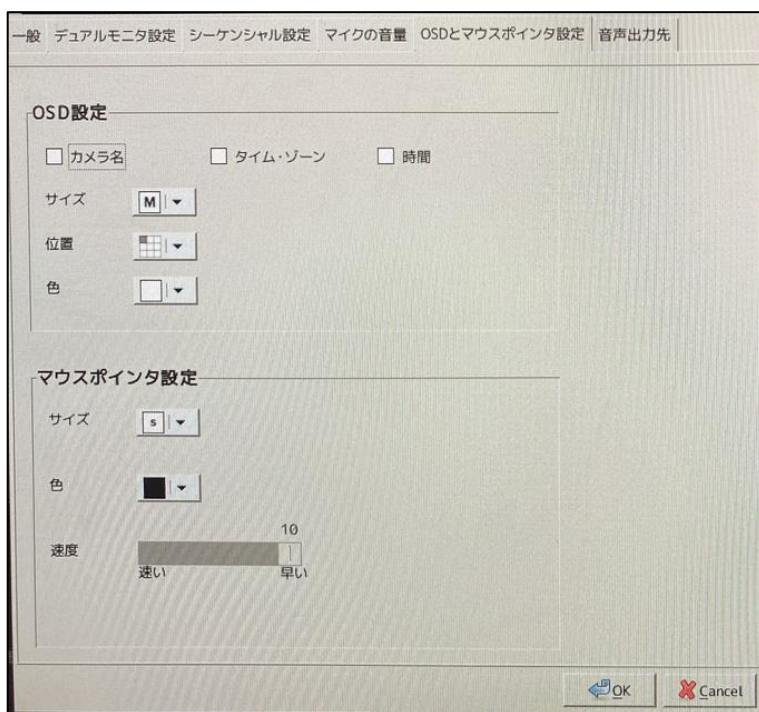 一般 デュアルモニタ設定 シーケンシャル設定 マイクの音量 OSDとマウスポインタ設定 音声出力先
OSD設定
カメラ名 タイム・ゾーン 時間
サイズ M
位置
色
マウスポインタ設定
サイズ s
色
10
速度
速い 早い
OK Cancel